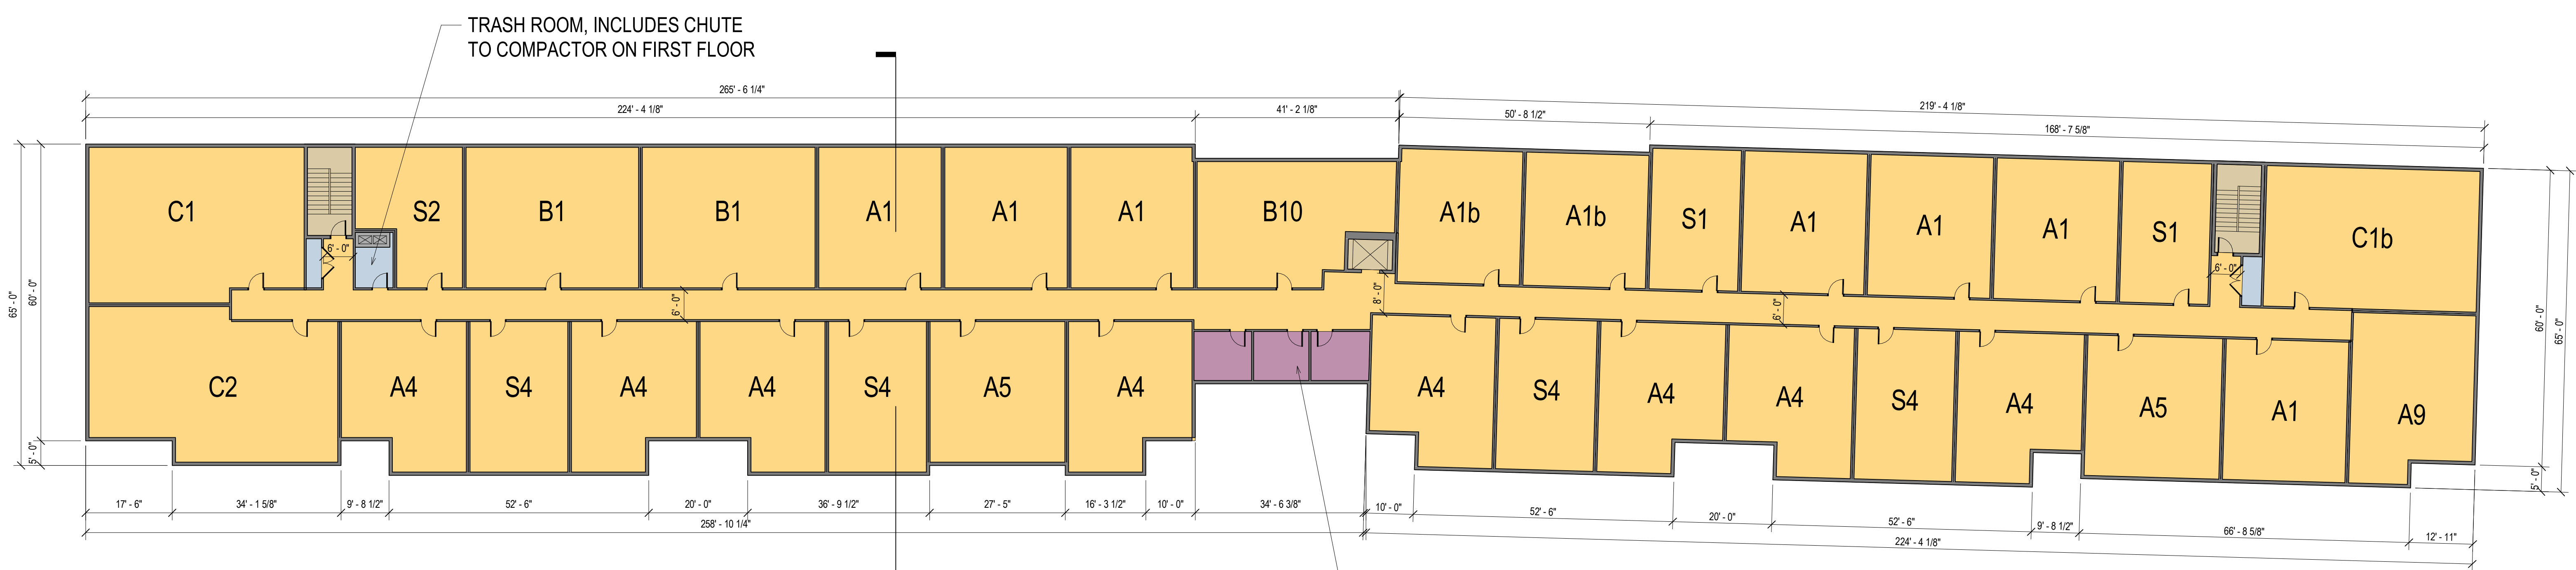 TRASH ROOM, INCLUDES CHUTE
TO COMPACTOR ON FIRST FLOOR
265' - 6 1/4"
219' - 4 1/8"
224' - 4 1/8"
41' - 2 1/8"
50' - 8 1/2"
168' - 7 5/8"
C1
S2
B1
B1
A1
A1
A1
B10
A1b
A1b
S1
A1
A1
A1
S1
C1b
6' - 0"
6' - 0"
65' - 0"
60' - 0"
6' - 0"
8' - 0"
6' - 0"
60' - 0"
65' - 0"
C2
A4
S4
A4
A4
S4
A5
A4
A4
S4
A4
A4
S4
A4
A5
A1
A9
5' - 0"
5' - 0"
17' - 6"
34' - 1 5/8"
9' - 8 1/2"
52' - 6"
20' - 0"
36' - 9 1/2"
27' - 5"
16' - 3 1/2"
10' - 0"
34' - 6 3/8"
10' - 0"
52' - 6"
20' - 0"
52' - 6"
9' - 8 1/2"
66' - 8 5/8"
12' - 11"
258' - 10 1/4"
224' - 4 1/8"